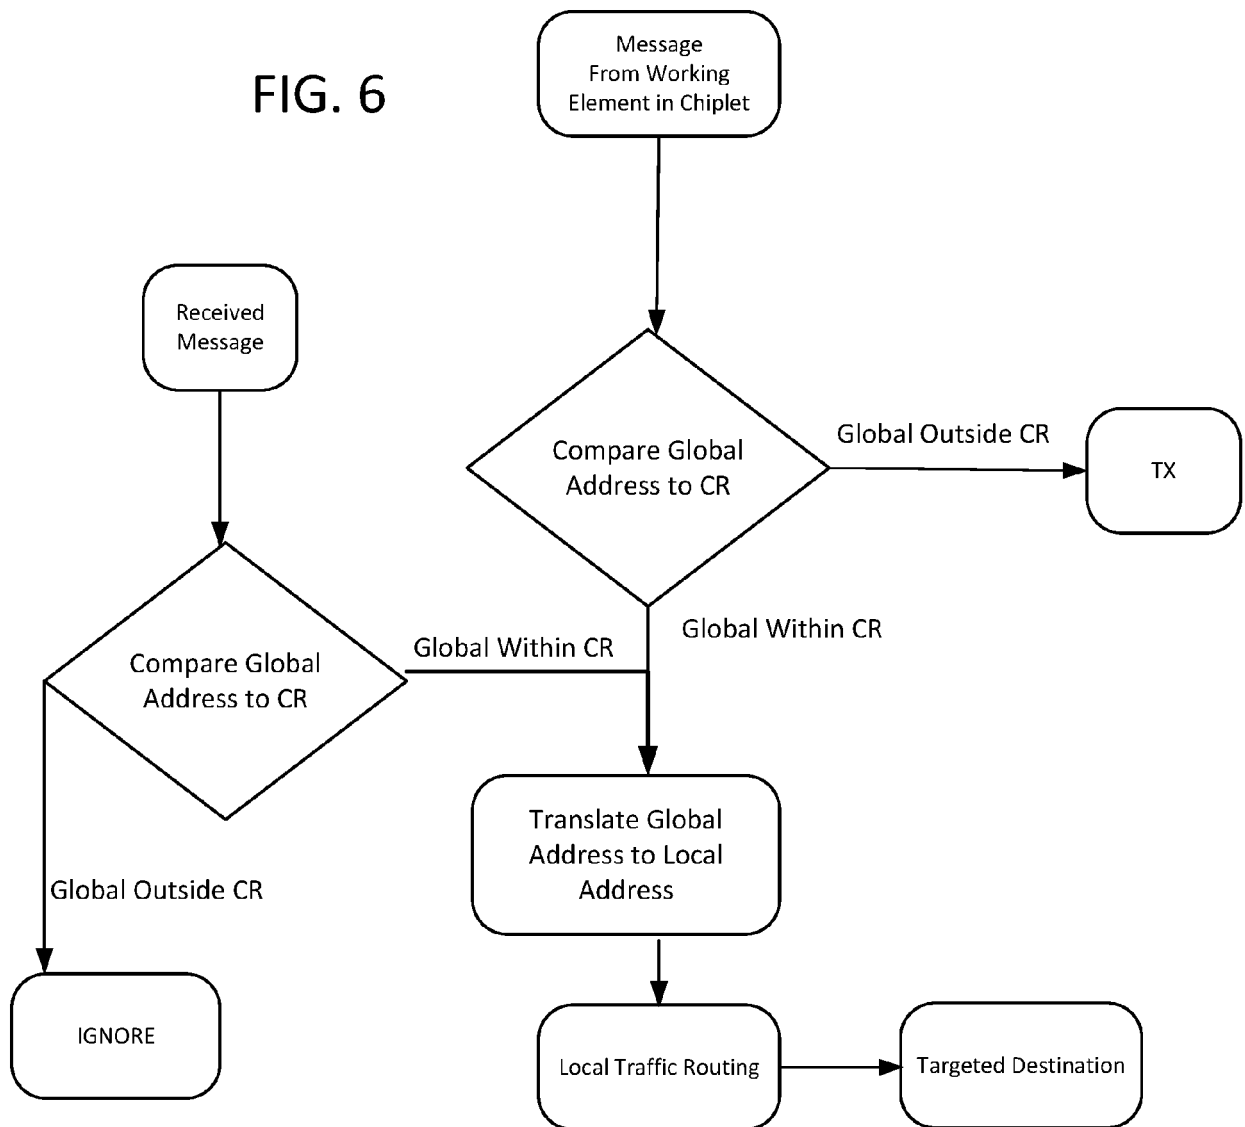 FIG. 6
Message
From Working
Element in Chiplet
Received
Message
Compare Global
Address to CR
Global Outside CR
TX
Global Within CR
Global Within CR
Compare Global
Address to CR
Translate Global
Address to Local
Address
Global Outside CR
IGNORE
Local Traffic Routing
Targeted Destination